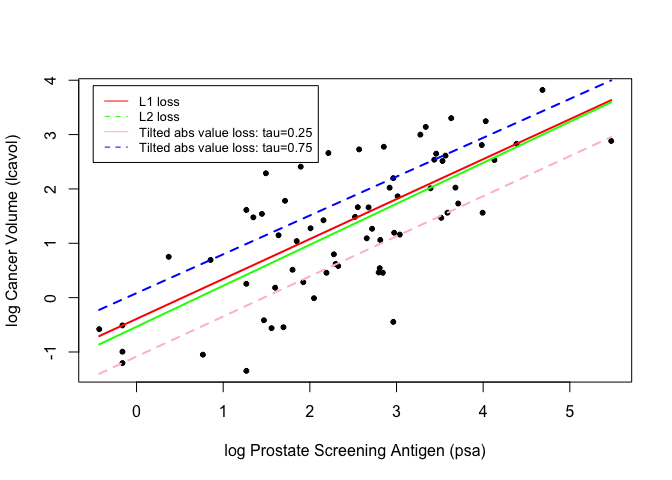 L1 loss
L2 loss
Tilted abs value loss: tau=0.25
Tilted abs value loss: tau=0.75
log Cancer Volume (lcavol)
4
3
2
1
0
-1
0 1 2 3 4 5
log Prostate Screening Antigen (psa)